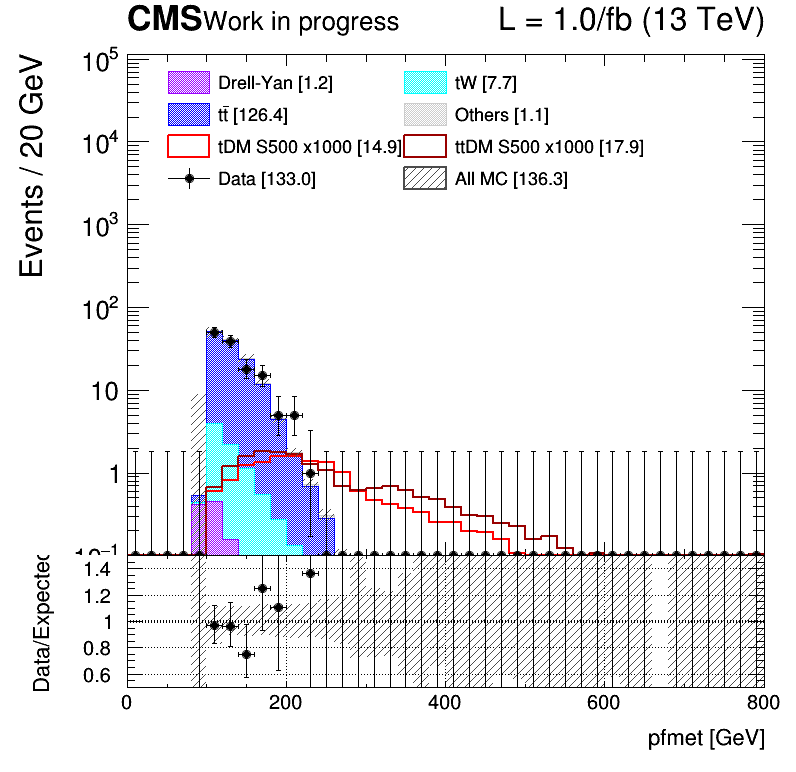 CMS Work in progress L = 1.0/fb (13 TeV)
Events / 20 GeV
10⁵
10⁴
10³
10²
10
1
10⁻¹
Drell-Yan [1.2] tW [7.7]
tt̄ [126.4] Others [1.1]
tDM S500 x1000 [14.9] ttDM S500 x1000 [17.9]
Data [133.0] All MC [136.3]
Data/Expected
1.4
1.2
1
0.8
0.6
0 200 400 600 800
pfmet [GeV]